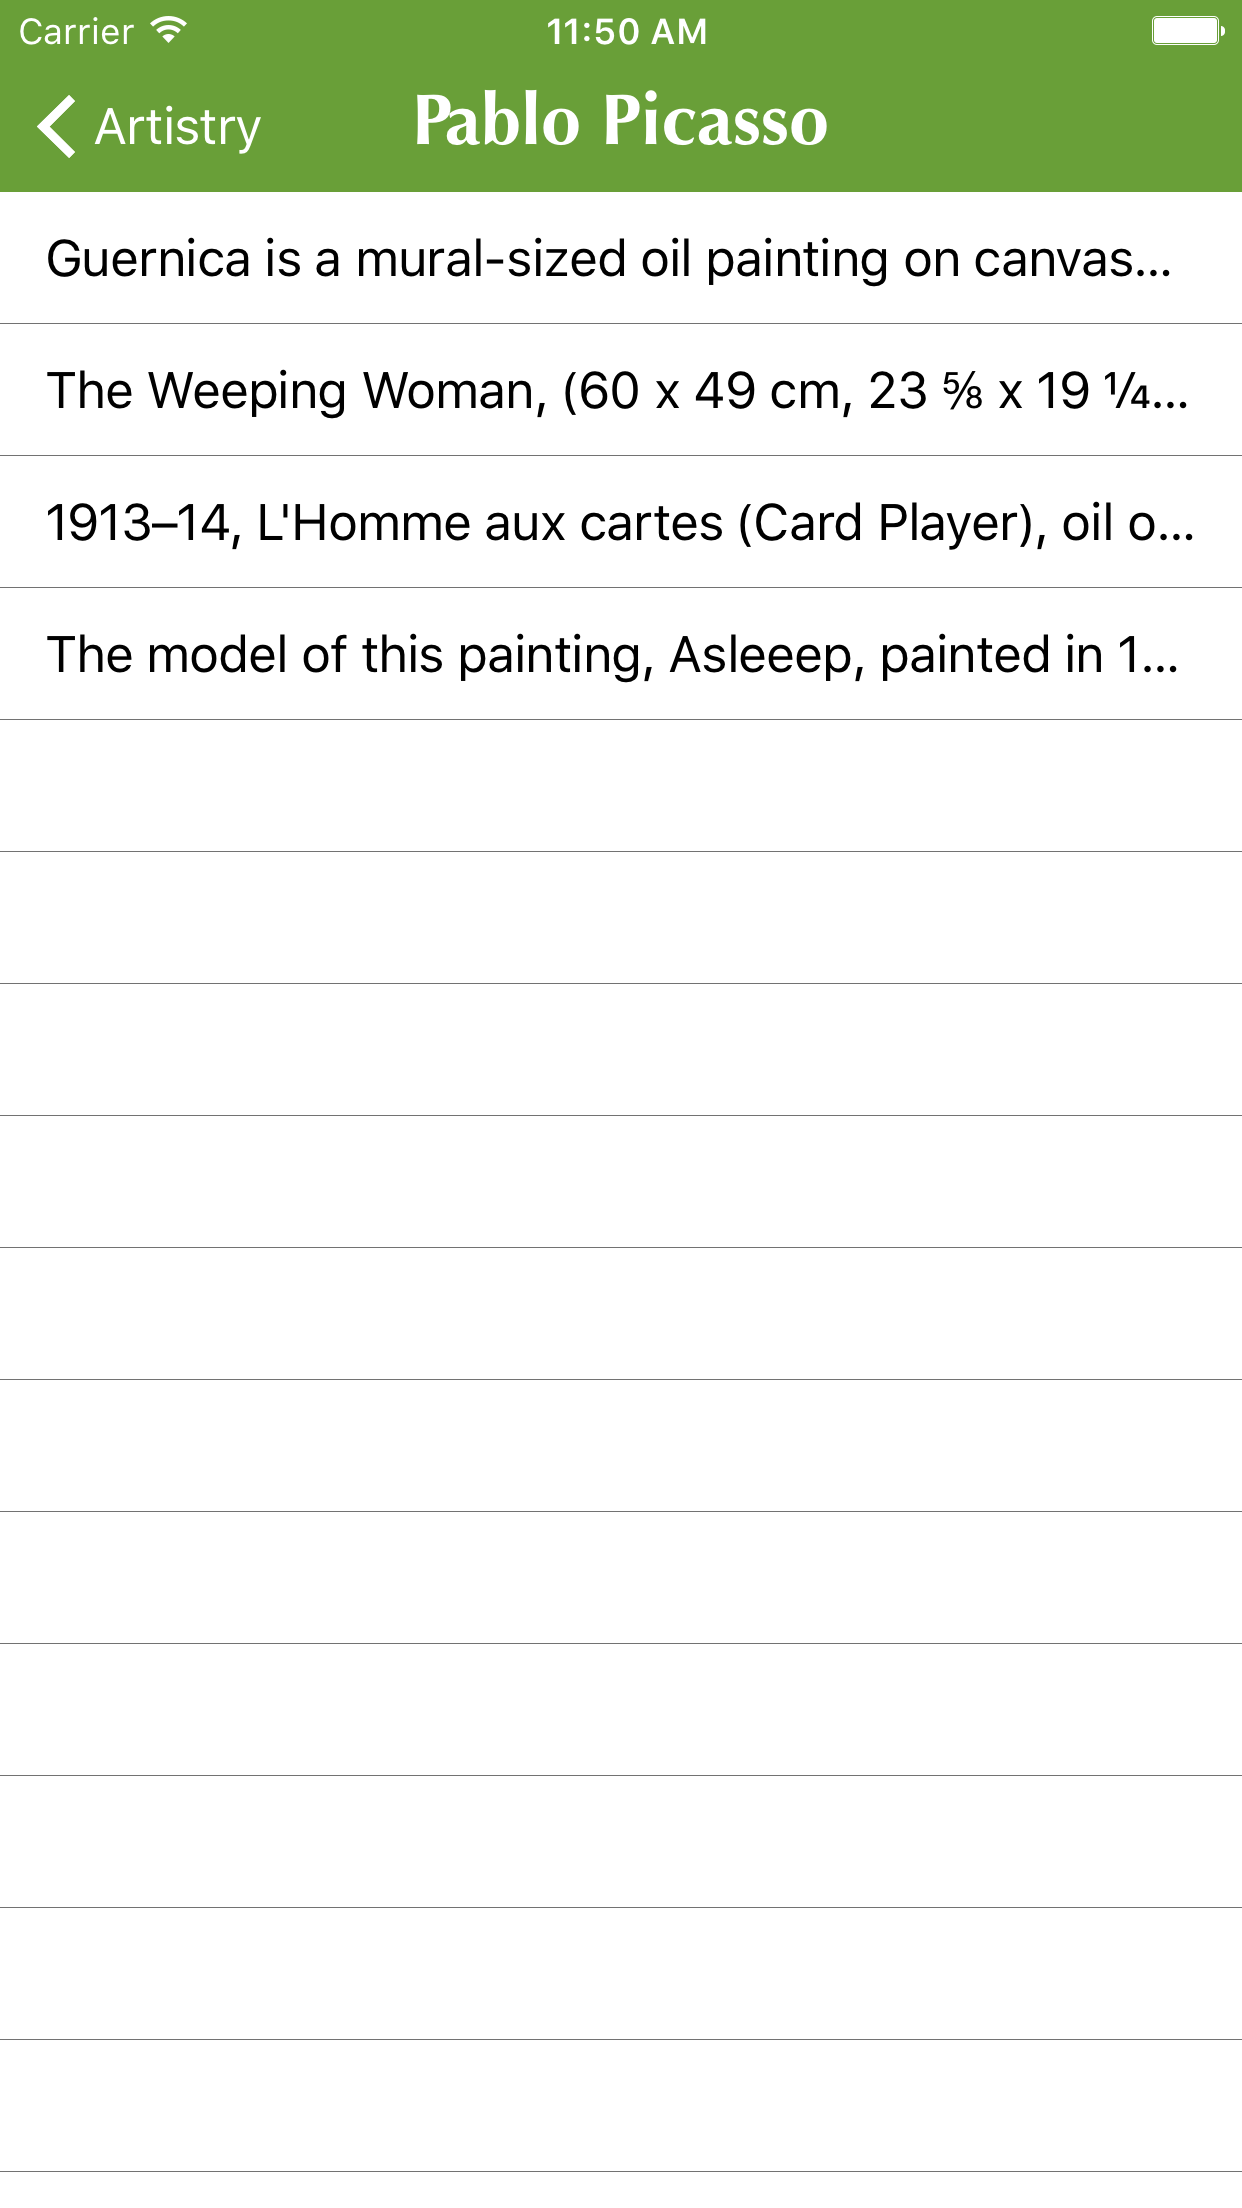 Carrier
11:50 AM
Artistry
Pablo Picasso
Guernica is a mural-sized oil painting on canvas...
The Weeping Woman, (60 x 49 cm, 23 ⅝ x 19 ¼...
1913–14, L'Homme aux cartes (Card Player), oil o...
The model of this painting, Asleeep, painted in 1...